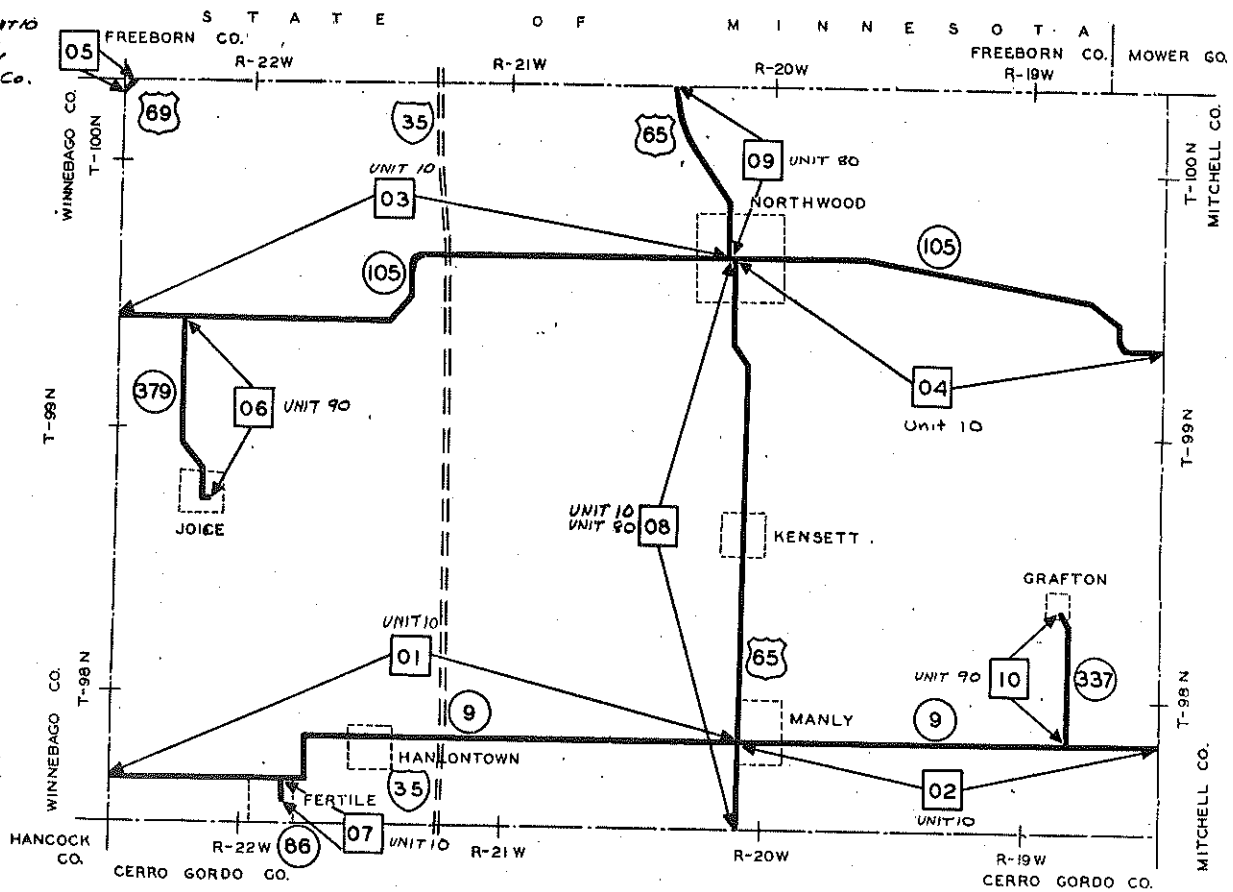 STATE OF MINNESOTA
05
FREEBORN CO.
FREEBORN CO.
MOWER CO.
Co.
R-22W
R-21W
R-20W
R-19W
69
35
65
WINNEBAGO CO.
T-100N
MITCHELL CO.
T-100N
UNIT 10
03
09 UNIT 80
NORTHWOOD
105
105
379
06 UNIT 90
04
Unit 10
T-99N
T-99N
JOICE
UNIT 10
UNIT 80
08
KENSETT
GRAFTON
UNIT 10
01
65
UNIT 90
10
337
T-98N
T-98N
WINNEBAGO CO.
9
MANLY
9
HANLONTOWN
35
FERTILE
02
UNIT 10
07 UNIT 10
86
HANCOCK
CO.
R-22W
R-21W
R-20W
R-19W
MITCHELL CO.
CERRO GORDO CO.
CERRO GORDO CO.